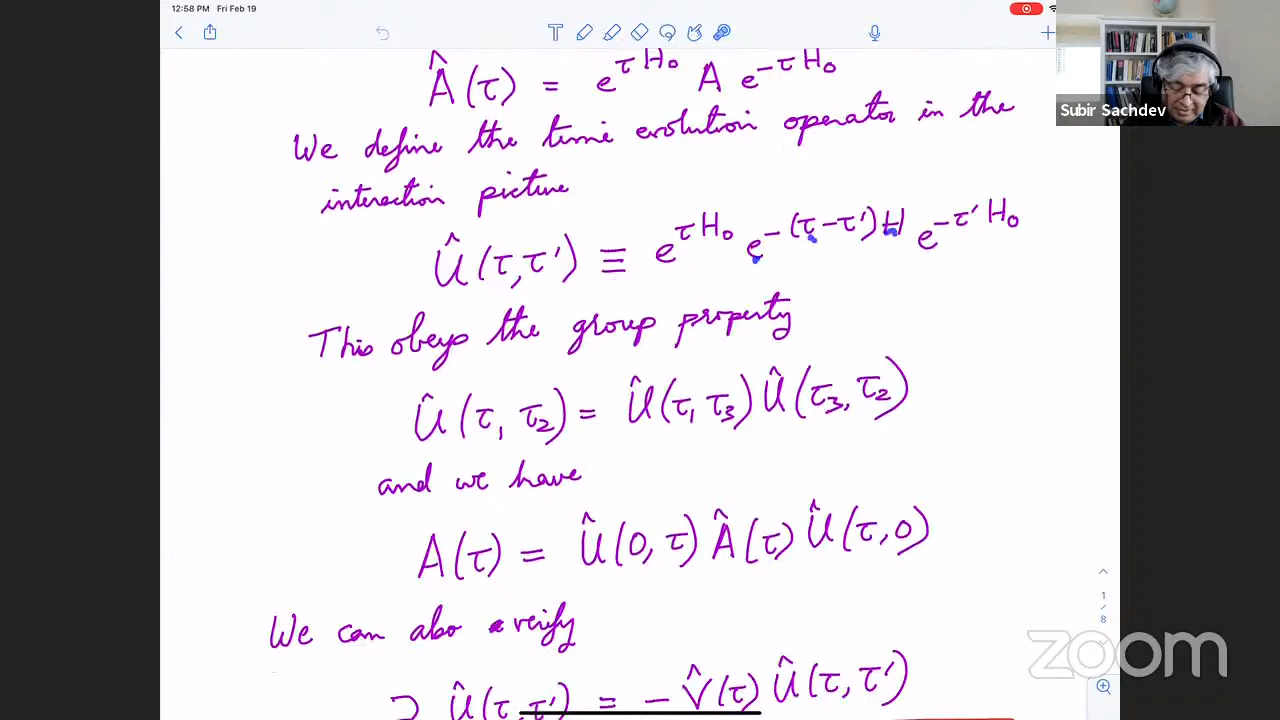 12:58 PM Fri Feb 19
Subir Sachdev
Â(τ) = e^{τH₀} A e^{-τH₀}
We define the time evolution operator in the
interaction picture
Û(τ,τ') ≡ e^{τH₀} e^{-(τ-τ')H} e^{-τ'H₀}
This obeys the group property
Û(τ₁ τ₂) = Û(τ₁ τ₃) Û(τ₃, τ₂)
and we have
A(τ) = Û(0, τ) Â(τ) Û(τ, 0)
We can also verify
Û(τ,τ') = - V̂(τ) Û(τ, τ')
1
/
8
zoom